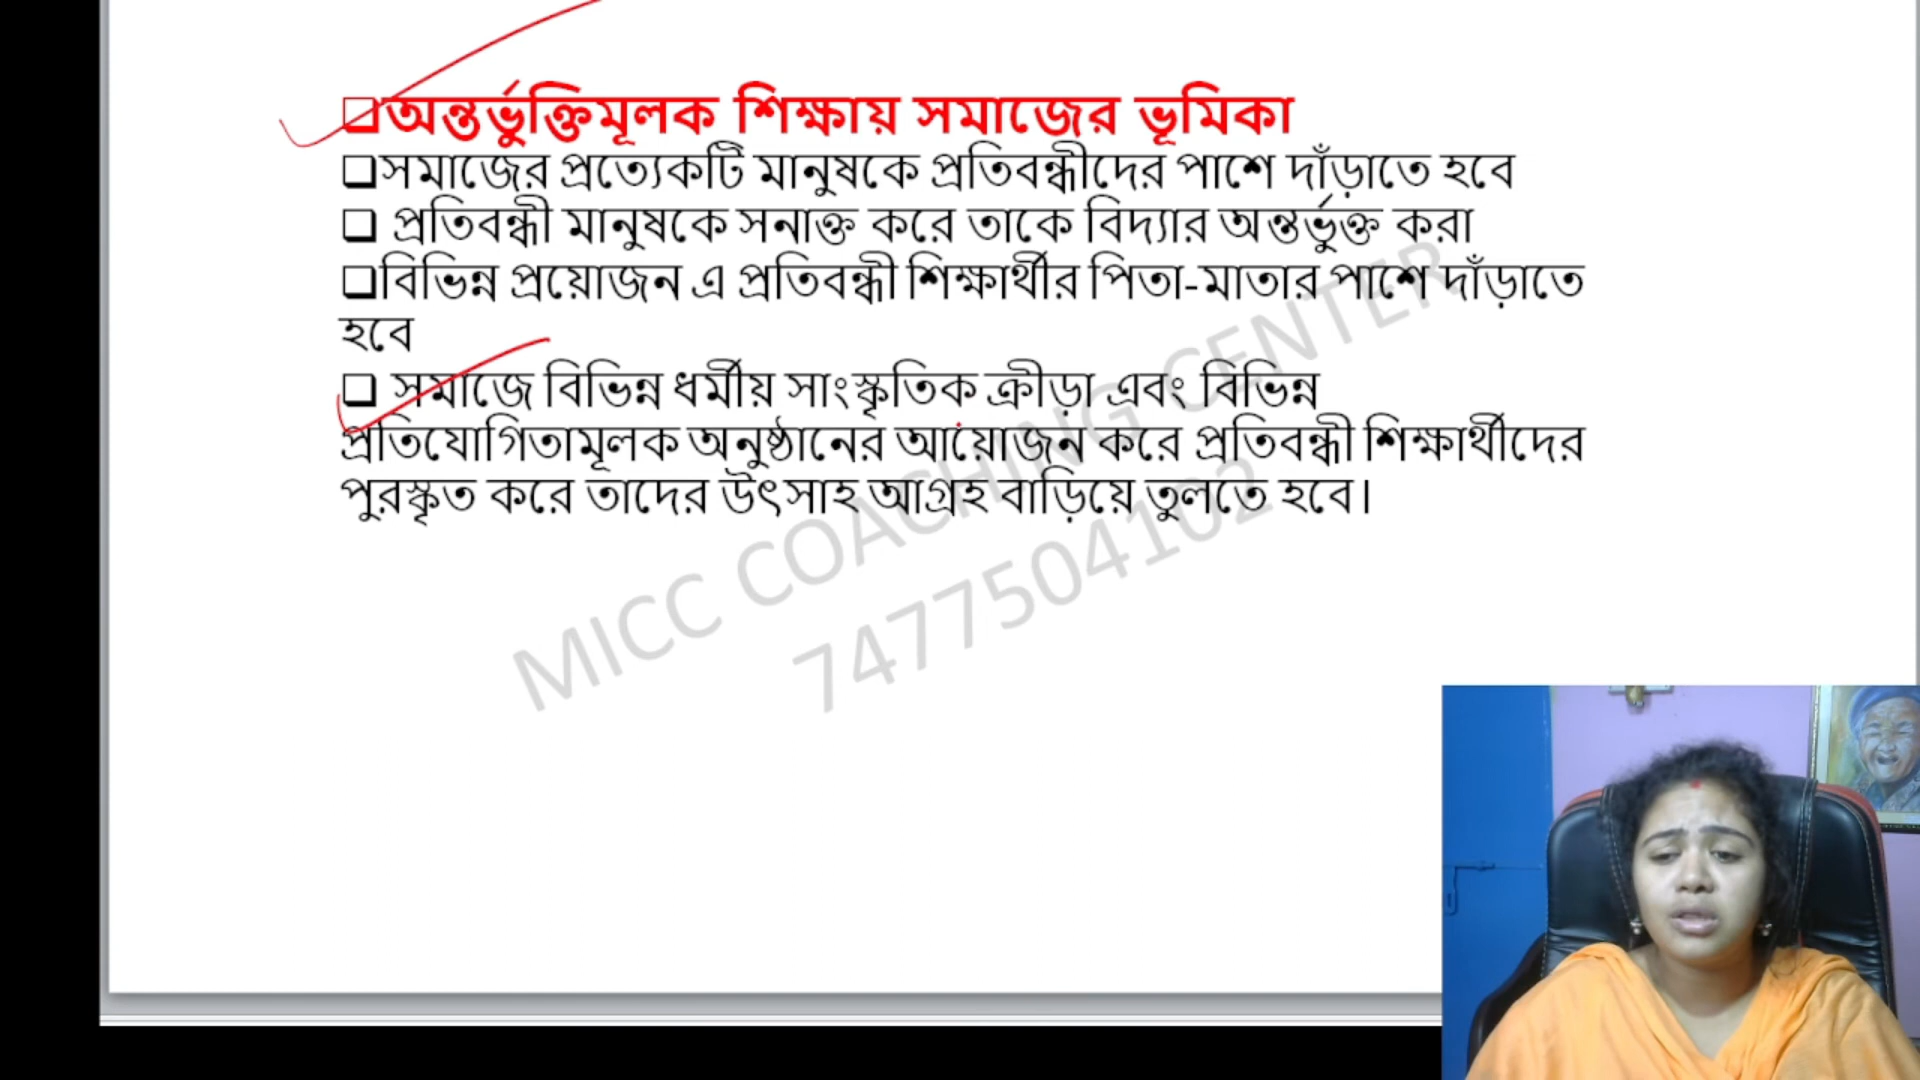 ❑অন্তর্ভুক্তিমূলক শিক্ষায় সমাজের ভূমিকা
❑সমাজের প্রত্যেকটি মানুষকে প্রতিবন্ধীদের পাশে দাঁড়াতে হবে
❑ প্রতিবন্ধী মানুষকে সনাক্ত করে তাকে বিদ্যার অন্তর্ভুক্ত করা
❑বিভিন্ন প্রয়োজন এ প্রতিবন্ধী শিক্ষার্থীর পিতা-মাতার পাশে দাঁড়াতে
হবে
❑ সমাজে বিভিন্ন ধর্মীয় সাংস্কৃতিক ক্রীড়া এবং বিভিন্ন
প্রতিযোগিতামূলক অনুষ্ঠানের আয়োজন করে প্রতিবন্ধী শিক্ষার্থীদের
পুরস্কৃত করে তাদের উৎসাহ আগ্রহ বাড়িয়ে তুলতে হবে।
MICC COACHING CENTER
7477504102